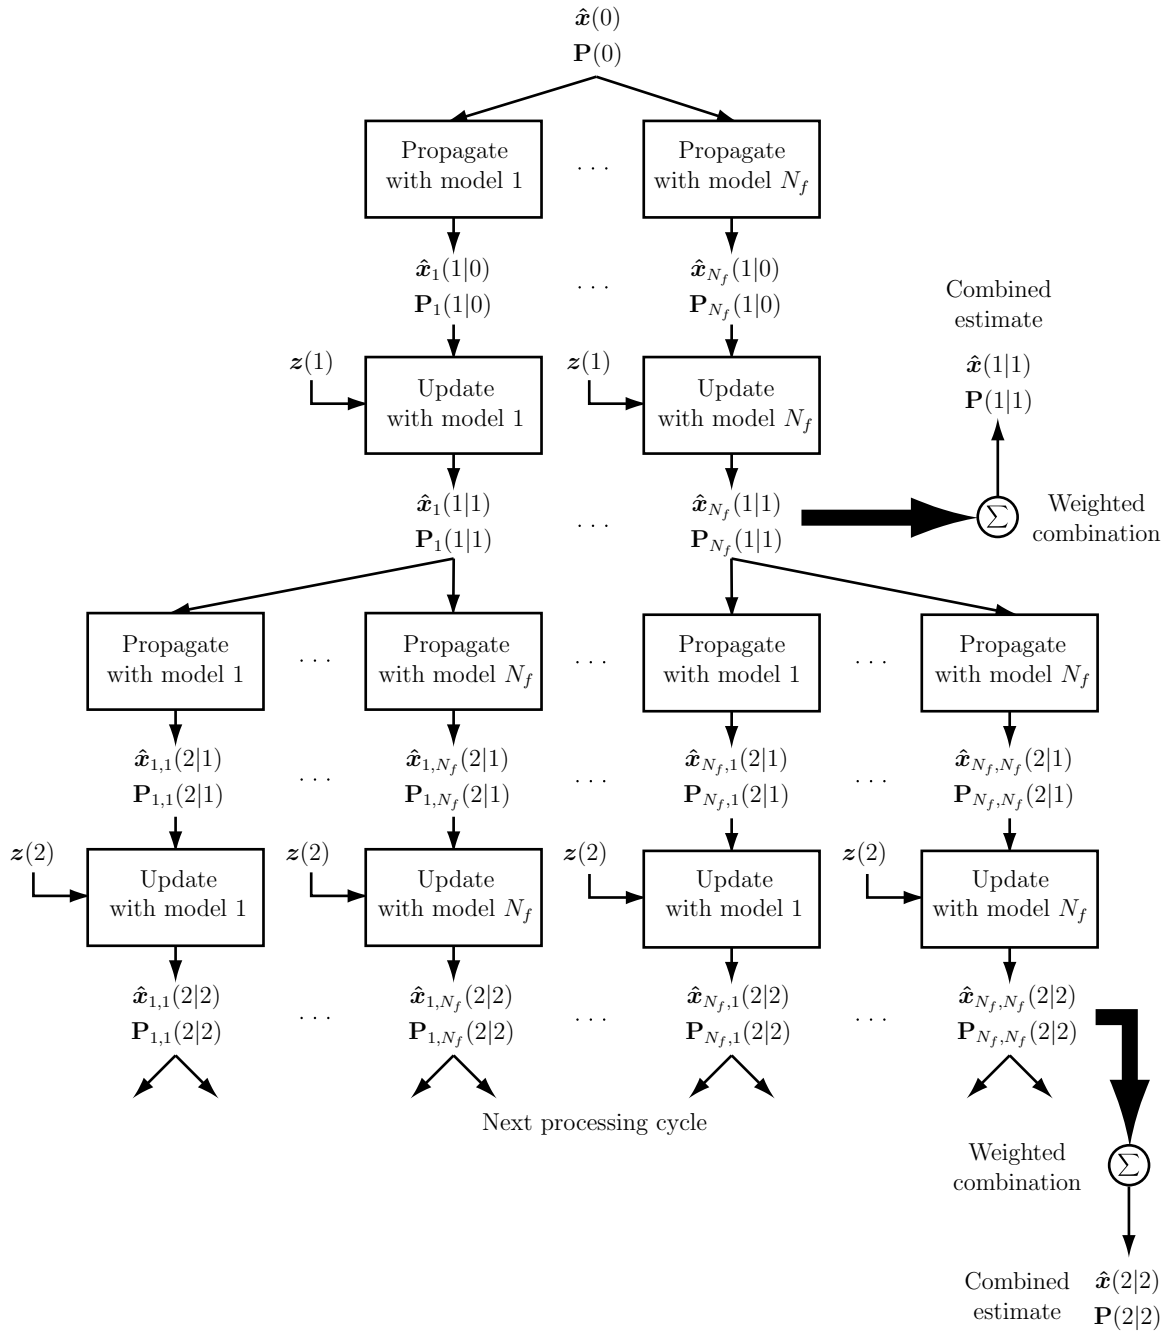 x̂(0)
P(0)
Propagate
with model 1
. . .
Propagate
with model N_f
x̂_1(1|0)
P_1(1|0)
. . .
x̂_{N_f}(1|0)
P_{N_f}(1|0)
Combined
estimate
x̂(1|1)
P(1|1)
z(1)
Update
with model 1
z(1)
Update
with model N_f
x̂_1(1|1)
P_1(1|1)
. . .
x̂_{N_f}(1|1)
P_{N_f}(1|1)
∑
Weighted
combination
Propagate
with model 1
. . .
Propagate
with model N_f
. . .
Propagate
with model 1
. . .
Propagate
with model N_f
x̂_{1,1}(2|1)
P_{1,1}(2|1)
. . .
x̂_{1,N_f}(2|1)
P_{1,N_f}(2|1)
. . .
x̂_{N_f,1}(2|1)
P_{N_f,1}(2|1)
. . .
x̂_{N_f,N_f}(2|1)
P_{N_f,N_f}(2|1)
z(2)
Update
with model 1
z(2)
Update
with model N_f
z(2)
Update
with model 1
z(2)
Update
with model N_f
x̂_{1,1}(2|2)
P_{1,1}(2|2)
. . .
x̂_{1,N_f}(2|2)
P_{1,N_f}(2|2)
. . .
x̂_{N_f,1}(2|2)
P_{N_f,1}(2|2)
. . .
x̂_{N_f,N_f}(2|2)
P_{N_f,N_f}(2|2)
Next processing cycle
Weighted
combination
∑
Combined
estimate
x̂(2|2)
P(2|2)